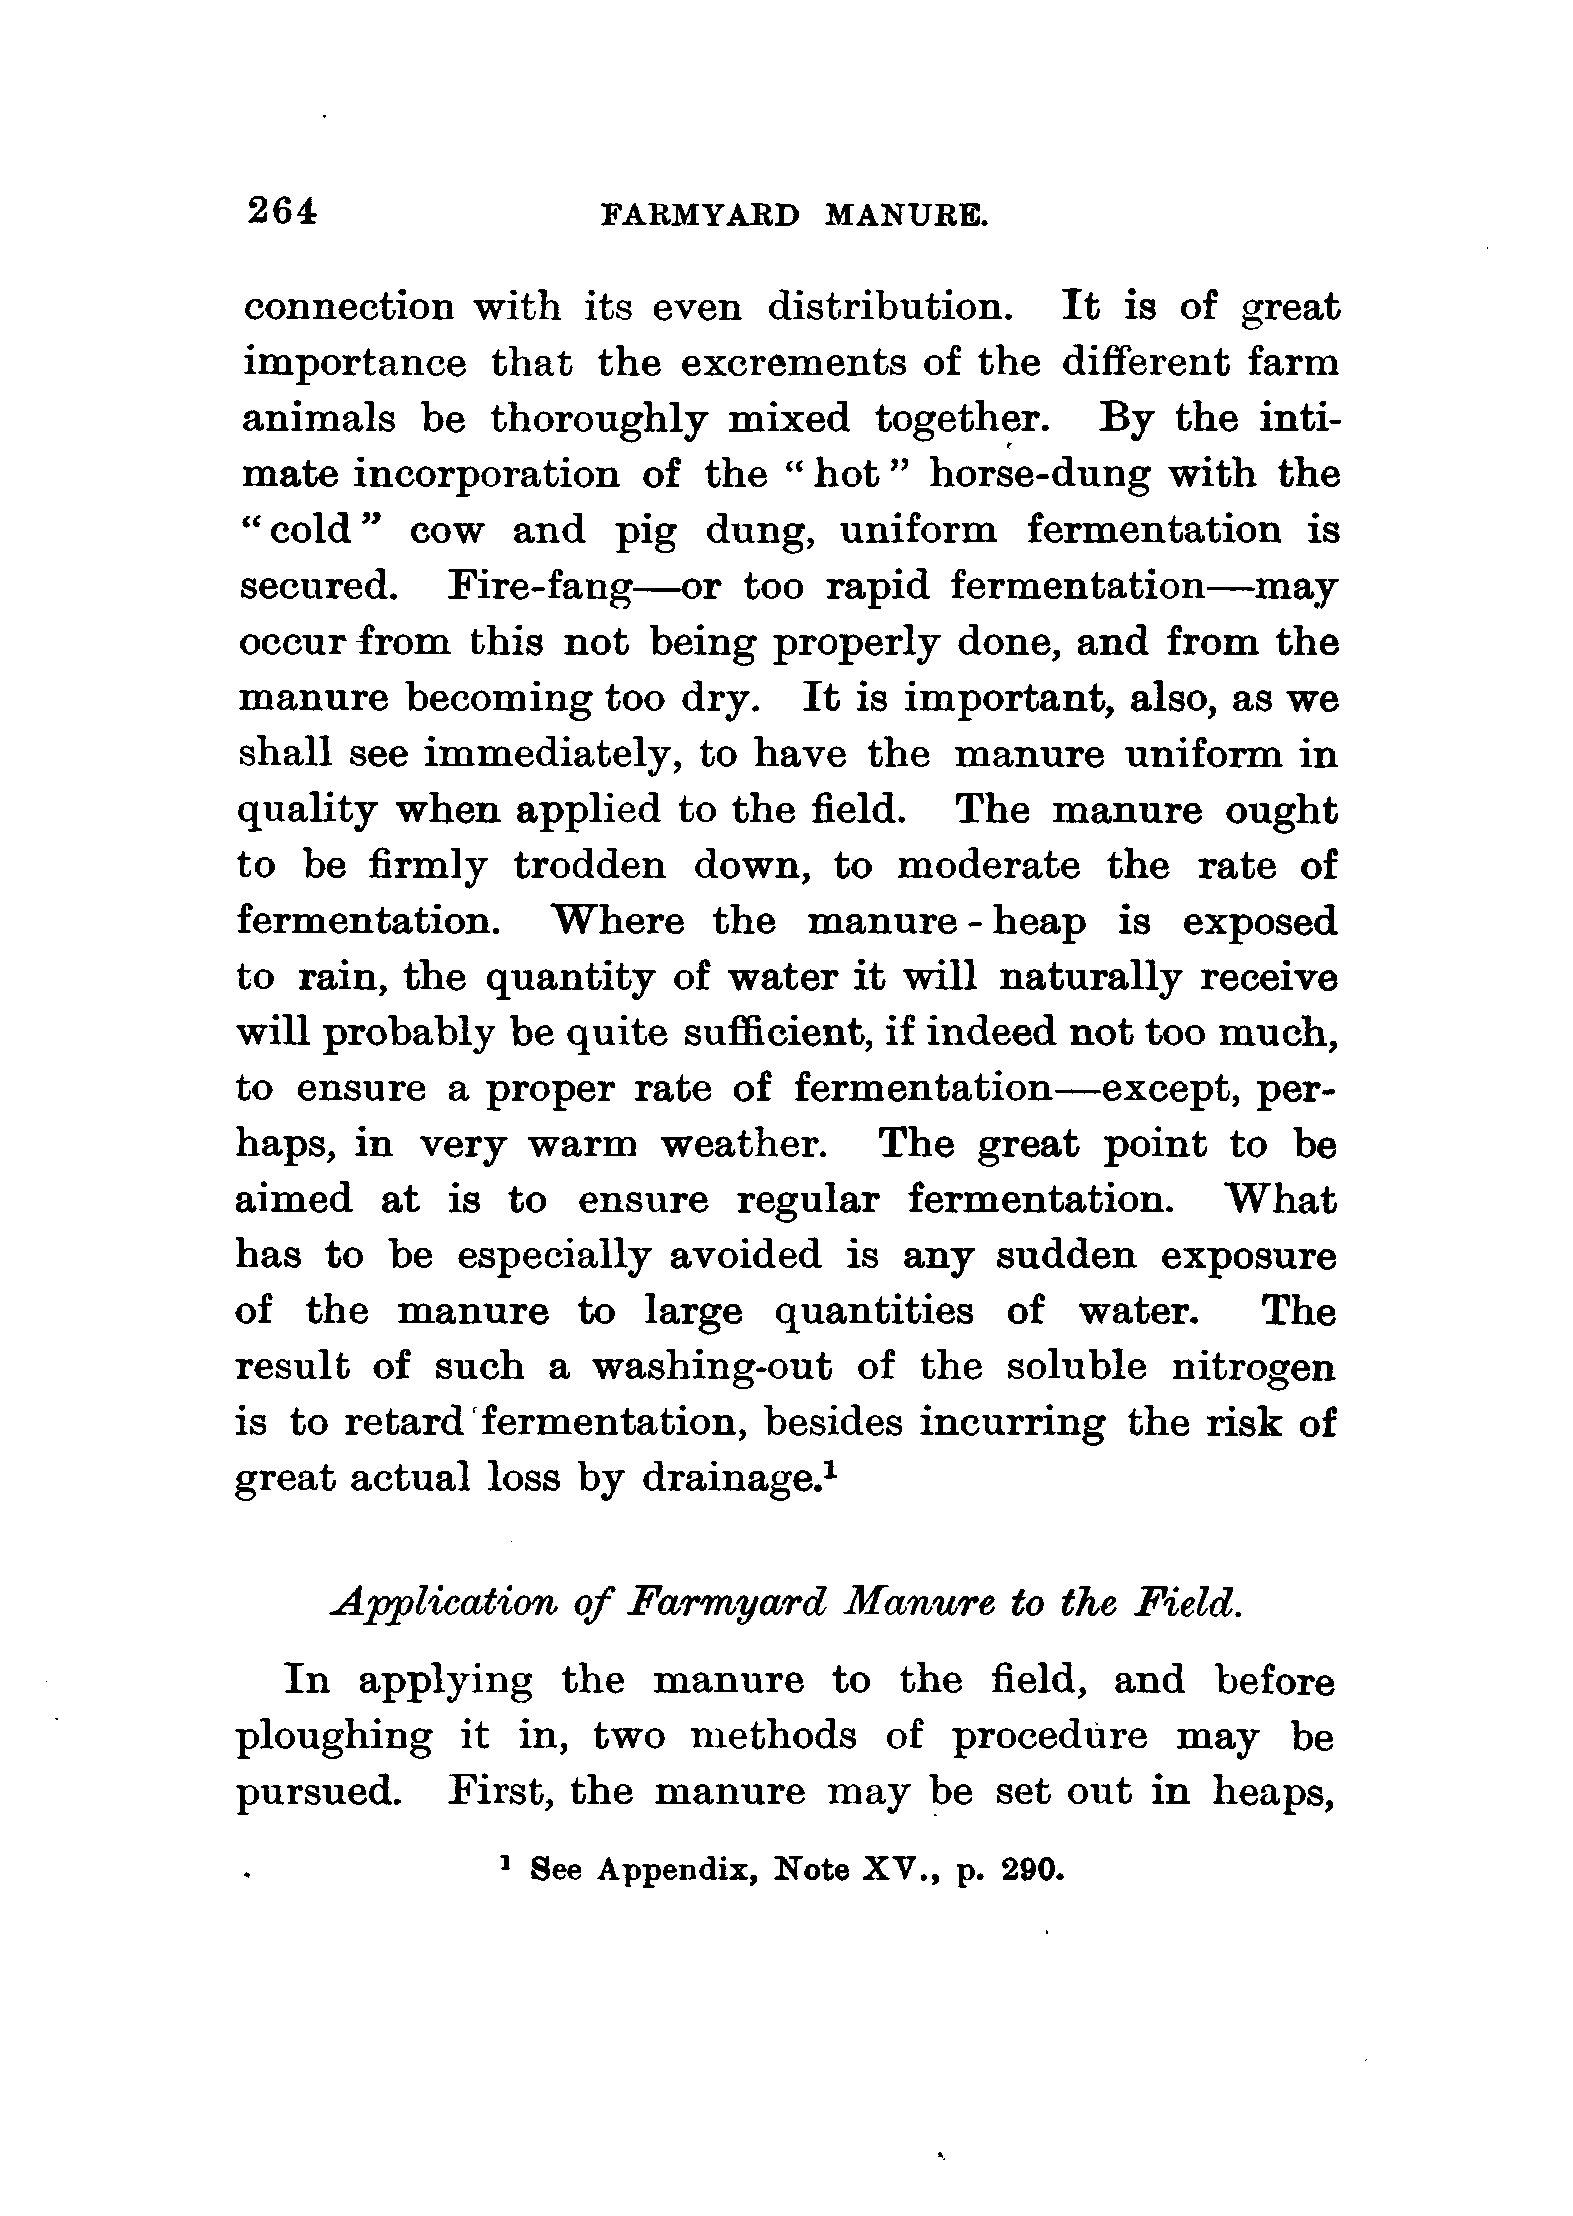 264 FARMYARD MANURE.
connection with its even distribution. It is of great
importance that the excrements of the different farm
animals be thoroughly mixed together. By the inti-
mate incorporation of the “hot” horse-dung with the
“cold” cow and pig dung, uniform fermentation is
secured. Fire-fang—or too rapid fermentation—may
occur from this not being properly done, and from the
manure becoming too dry. It is important, also, as we
shall see immediately, to have the manure uniform in
quality when applied to the field. The manure ought
to be firmly trodden down, to moderate the rate of
fermentation. Where the manure-heap is exposed
to rain, the quantity of water it will naturally receive
will probably be quite sufficient, if indeed not too much,
to ensure a proper rate of fermentation—except, per-
haps, in very warm weather. The great point to be
aimed at is to ensure regular fermentation. What
has to be especially avoided is any sudden exposure
of the manure to large quantities of water. The
result of such a washing-out of the soluble nitrogen
is to retard fermentation, besides incurring the risk of
great actual loss by drainage.¹
Application of Farmyard Manure to the Field.
In applying the manure to the field, and before
ploughing it in, two methods of procedure may be
pursued. First, the manure may be set out in heaps,
¹ See Appendix, Note XV., p. 290.